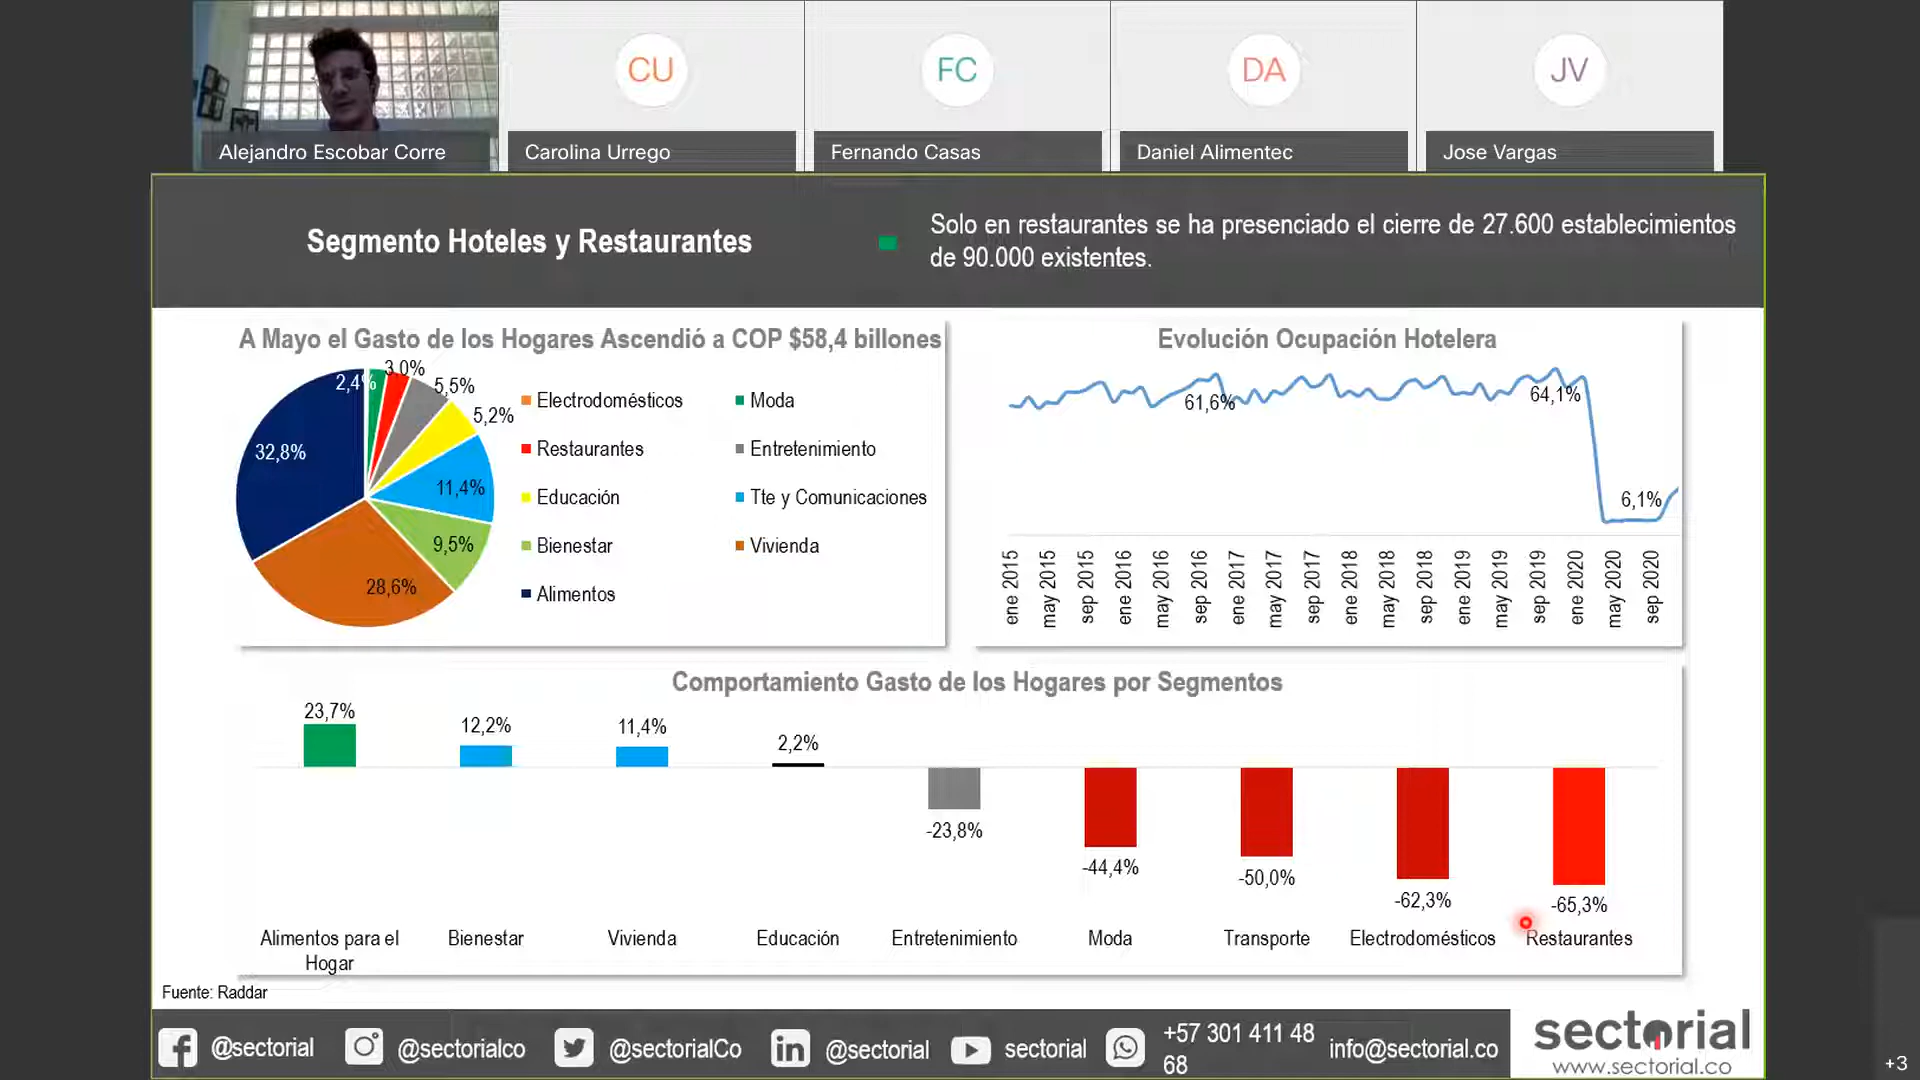 CU
FC
DA
JV
Alejandro Escobar Corre
Carolina Urrego
Fernando Casas
Daniel Alimentec
Jose Vargas
Segmento Hoteles y Restaurantes
Solo en restaurantes se ha presenciado el cierre de 27.600 establecimientos
de 90.000 existentes.
A Mayo el Gasto de los Hogares Ascendió a COP $58,4 billones
2,4%
3,0%
5,5%
5,2%
11,4%
9,5%
28,6%
32,8%
Electrodomésticos
Moda
Restaurantes
Entretenimiento
Educación
Tte y Comunicaciones
Bienestar
Vivienda
Alimentos
Evolución Ocupación Hotelera
61,6%
64,1%
6,1%
ene 2015
may 2015
sep 2015
ene 2016
may 2016
sep 2016
ene 2017
may 2017
sep 2017
ene 2018
may 2018
sep 2018
ene 2019
may 2019
sep 2019
ene 2020
may 2020
sep 2020
Comportamiento Gasto de los Hogares por Segmentos
23,7%
12,2%
11,4%
2,2%
-23,8%
-44,4%
-50,0%
-62,3%
-65,3%
Alimentos para el
Hogar
Bienestar
Vivienda
Educación
Entretenimiento
Moda
Transporte
Electrodomésticos
Restaurantes
Fuente: Raddar
@sectorial
@sectorialco
@sectorialCo
@sectorial
sectorial
+57 301 411 48
68
info@sectorial.co
sectorial
www.sectorial.co
+3